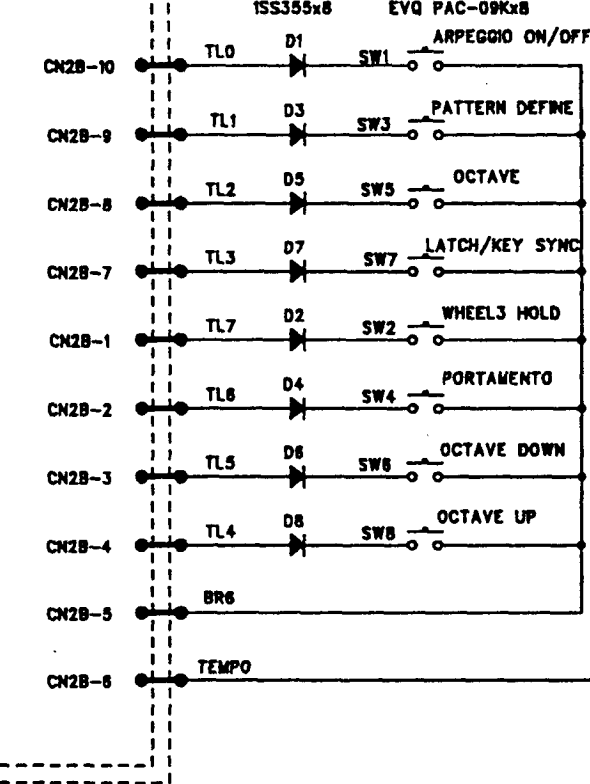 1SS355x8 EVQ PAC-09Kx8
CN2B-10 TL0 D1 SW1 ARPEGGIO ON/OFF
CN2B-9 TL1 D3 SW3 PATTERN DEFINE
CN2B-8 TL2 D5 SW5 OCTAVE
CN2B-7 TL3 D7 SW7 LATCH/KEY SYNC
CN2B-1 TL7 D2 SW2 WHEEL3 HOLD
CN2B-2 TL6 D4 SW4 PORTAMENTO
CN2B-3 TL5 D6 SW6 OCTAVE DOWN
CN2B-4 TL4 D8 SW8 OCTAVE UP
CN2B-5 BR6
CN2B-6 TEMPO